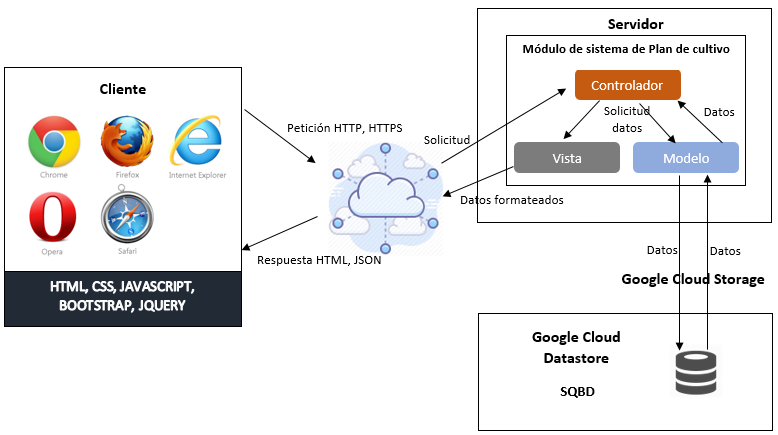 Cliente
Chrome
Firefox
Internet Explorer
Opera
Safari
HTML, CSS, JAVASCRIPT,
BOOTSTRAP, JQUERY
Petición HTTP, HTTPS
Respuesta HTML, JSON
Solicitud
Datos formateados
Servidor
Módulo de sistema de Plan de cultivo
Controlador
Solicitud
datos
Datos
Vista
Modelo
Datos
Datos
Google Cloud Storage
Google Cloud
Datastore
SQBD